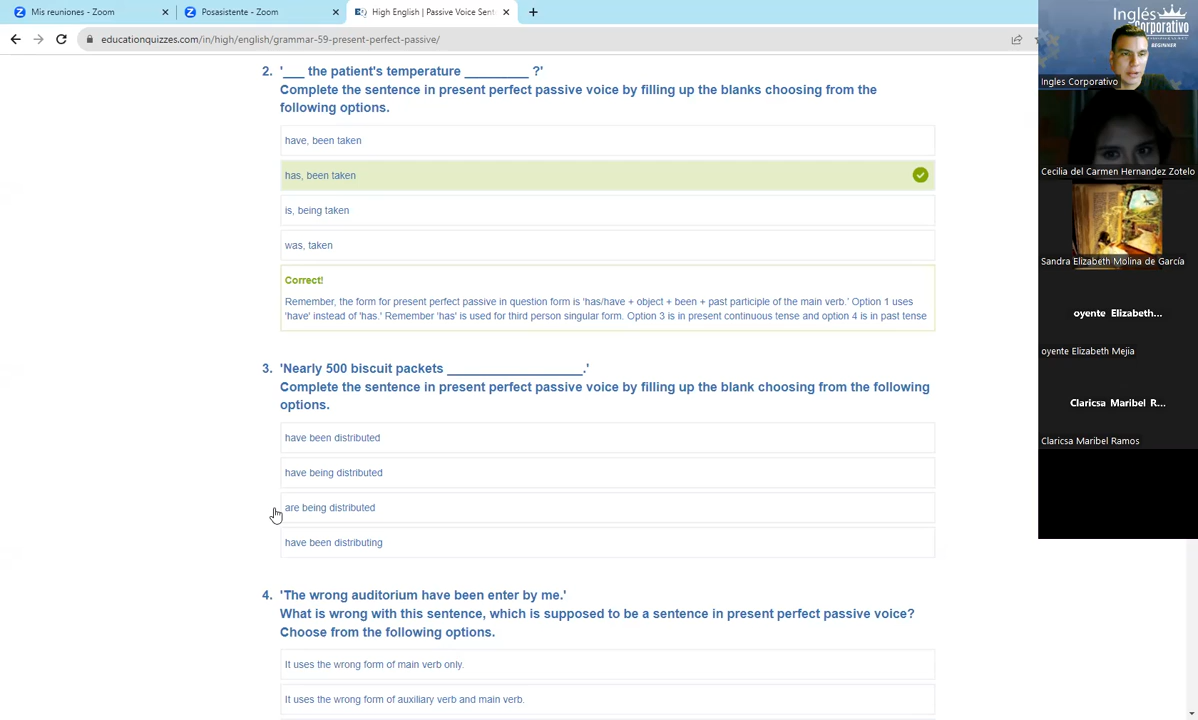 Mis reuniones - Zoom
Posasistente - Zoom
High English | Passive Voice Sent
educationquizzes.com/in/high/english/grammar-59-present-perfect-passive/
2. '___ the patient's temperature _________ ?'
Complete the sentence in present perfect passive voice by filling up the blanks choosing from the
following options.
have, been taken
has, been taken
is, being taken
was, taken
Correct!
Remember, the form for present perfect passive in question form is 'has/have + object + been + past participle of the main verb.' Option 1 uses
'have' instead of 'has.' Remember 'has' is used for third person singular form. Option 3 is in present continuous tense and option 4 is in past tense
3. 'Nearly 500 biscuit packets ___________________.'
Complete the sentence in present perfect passive voice by filling up the blank choosing from the following
options.
have been distributed
have being distributed
are being distributed
have been distributing
4. 'The wrong auditorium have been enter by me.'
What is wrong with this sentence, which is supposed to be a sentence in present perfect passive voice?
Choose from the following options.
It uses the wrong form of main verb only.
It uses the wrong form of auxiliary verb and main verb.
Inglés
Corporativo
BEGINNER
Ingles Corporativo
Cecilia del Carmen Hernandez Zotelo
Sandra Elizabeth Molina de García
oyente Elizabeth...
oyente Elizabeth Mejia
Claricsa Maribel R...
Claricsa Maribel Ramos